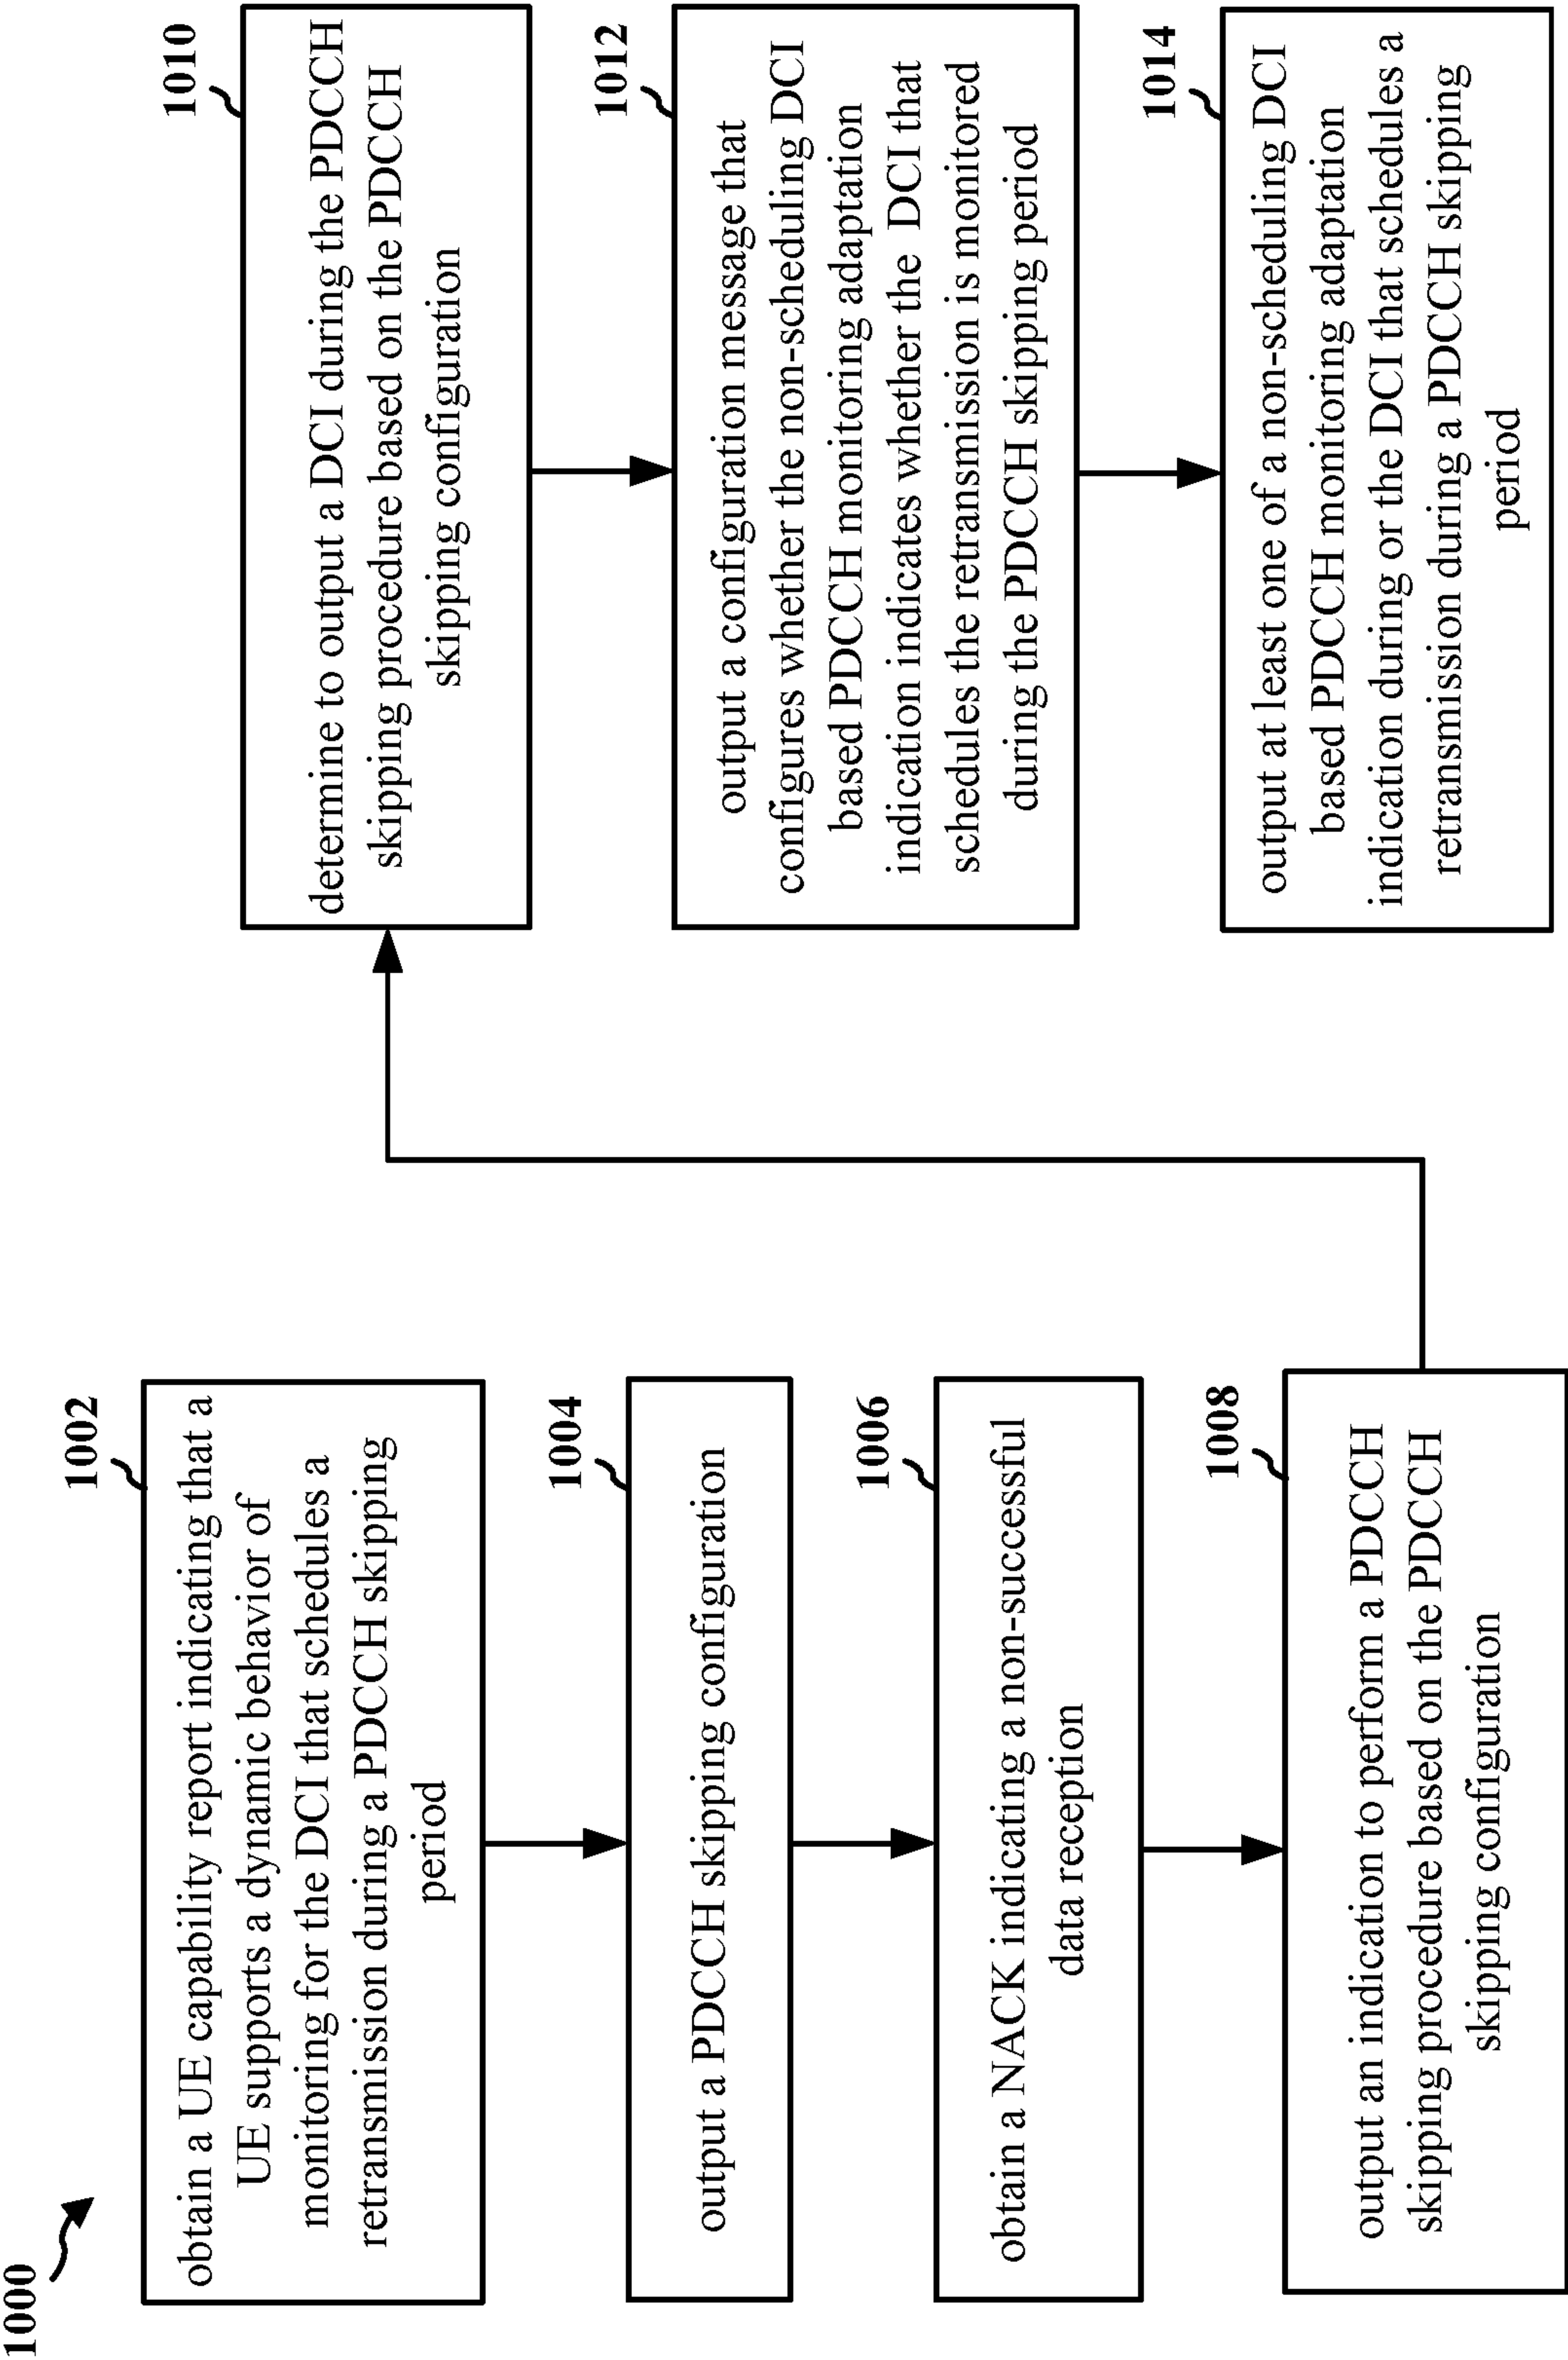 1000
1002
obtain a UE capability report indicating that a
UE supports a dynamic behavior of
monitoring for the DCI that schedules a
retransmission during a PDCCH skipping
period
1004
output a PDCCH skipping configuration
1006
obtain a NACK indicating a non-successful
data reception
1008
output an indication to perform a PDCCH
skipping procedure based on the PDCCH
skipping configuration
1010
determine to output a DCI during the PDCCH
skipping procedure based on the PDCCH
skipping configuration
1012
output a configuration message that
configures whether the non-scheduling DCI
based PDCCH monitoring adaptation
indication indicates whether the DCI that
schedules the retransmission is monitored
during the PDCCH skipping period
1014
output at least one of a non-scheduling DCI
based PDCCH monitoring adaptation
indication during or the DCI that schedules a
retransmission during a PDCCH skipping
period